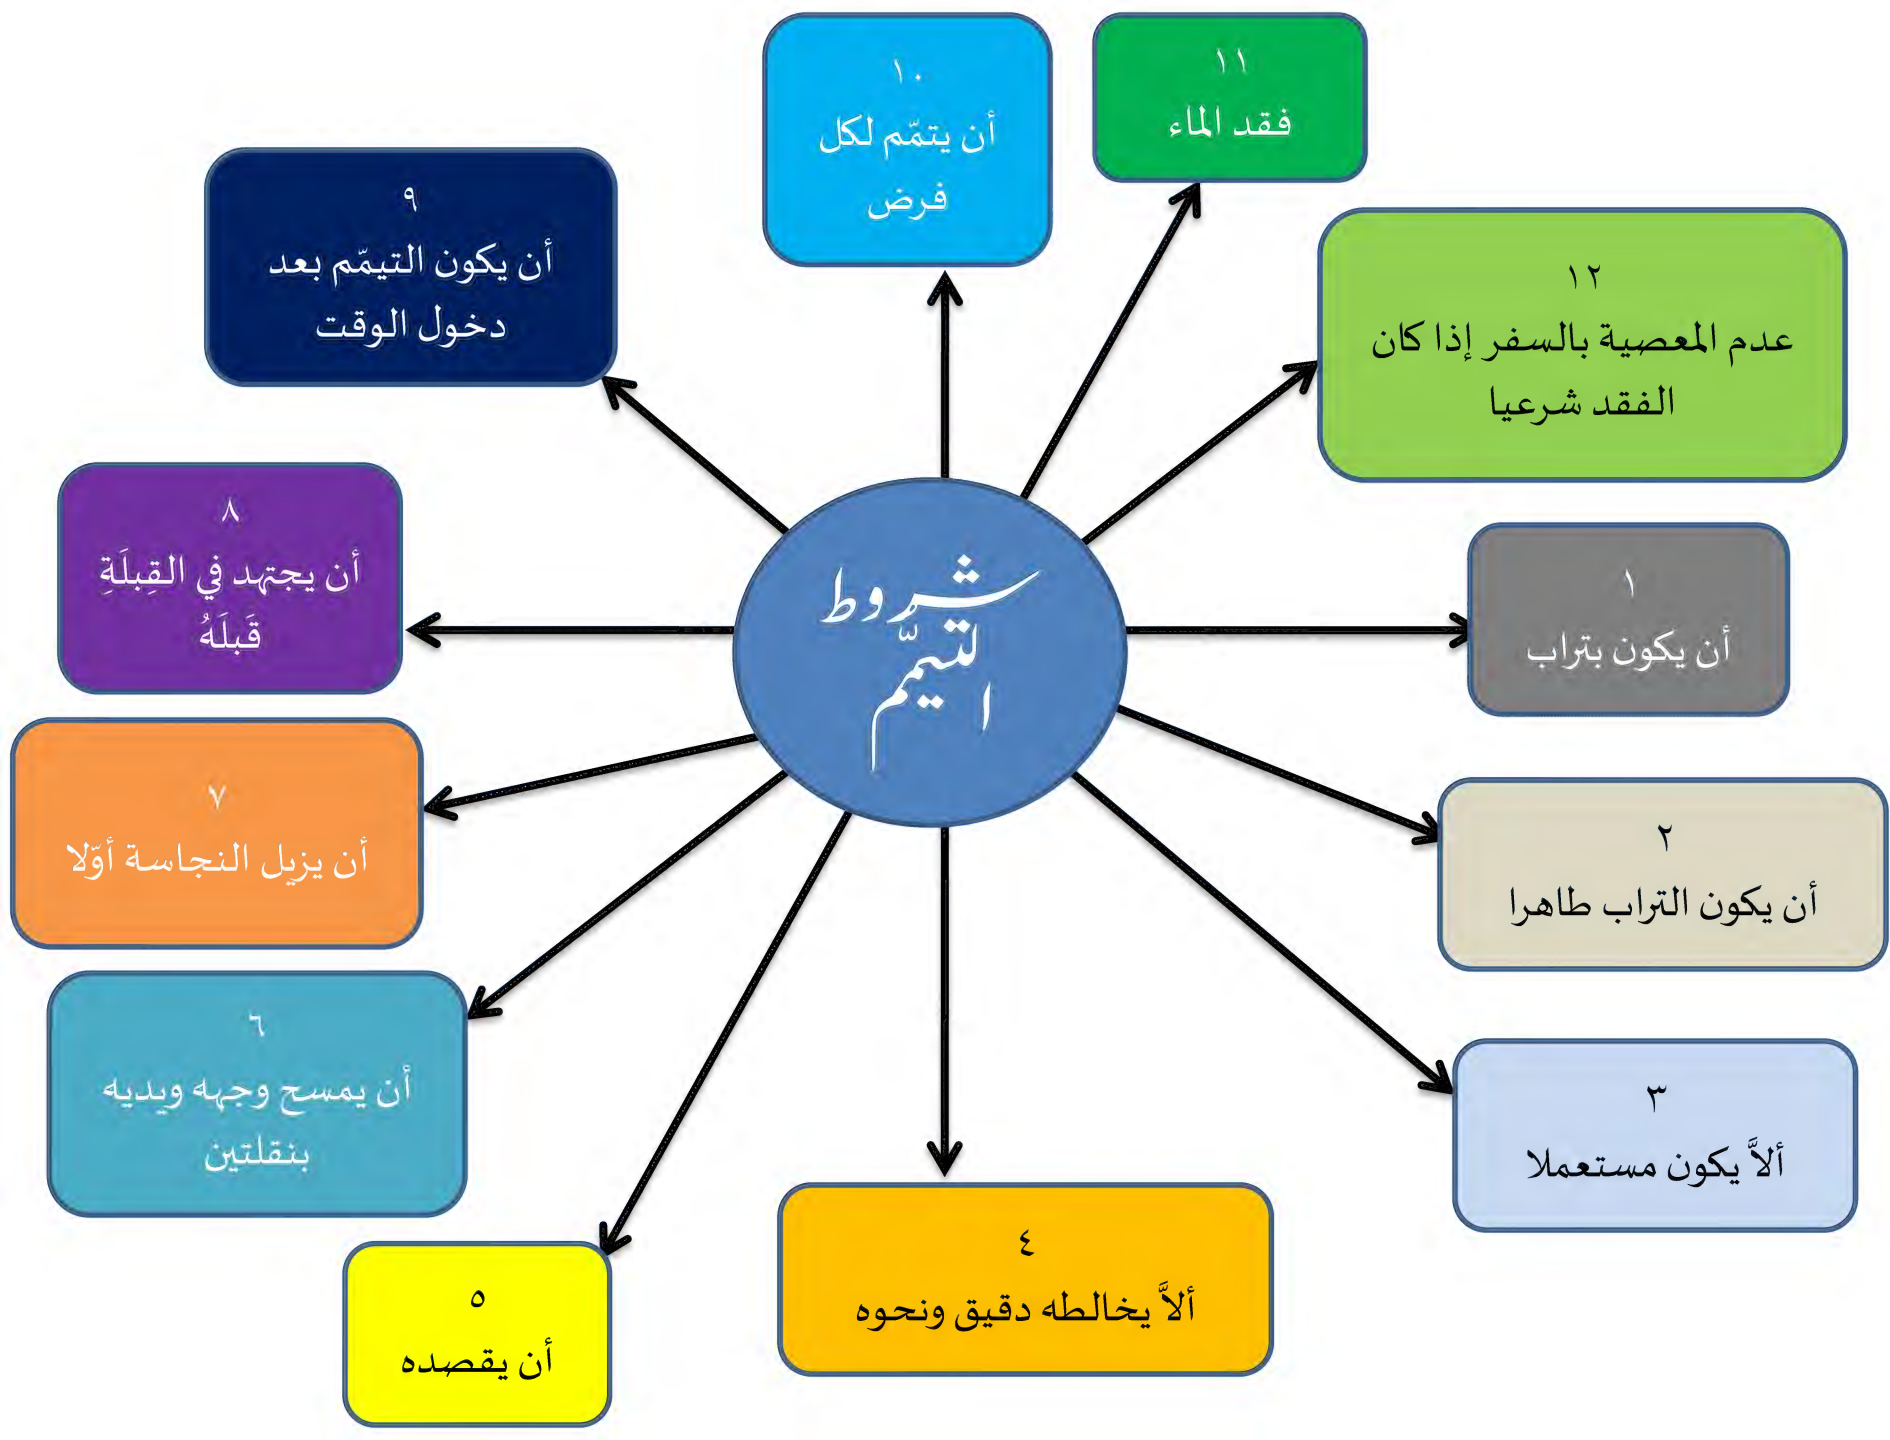 شروط
التيمّم
١
أن يكون بتراب
٢
أن يكون التراب طاهرا
٣
ألاَّ يكون مستعملا
٤
ألاَّ يخالطه دقيق ونحوه
٥
أن يقصده
٦
أن يمسح وجهه ويديه
بنقلتين
٧
أن يزيل النجاسة أوّلا
٨
أن يجتهد في القِبلَةِ
قَبلَهُ
٩
أن يكون التيمّم بعد
دخول الوقت
١٠
أن يتمّم لكل
فرض
١١
فقد الماء
١٢
عدم المعصية بالسفر إذا كان
الفقد شرعيا